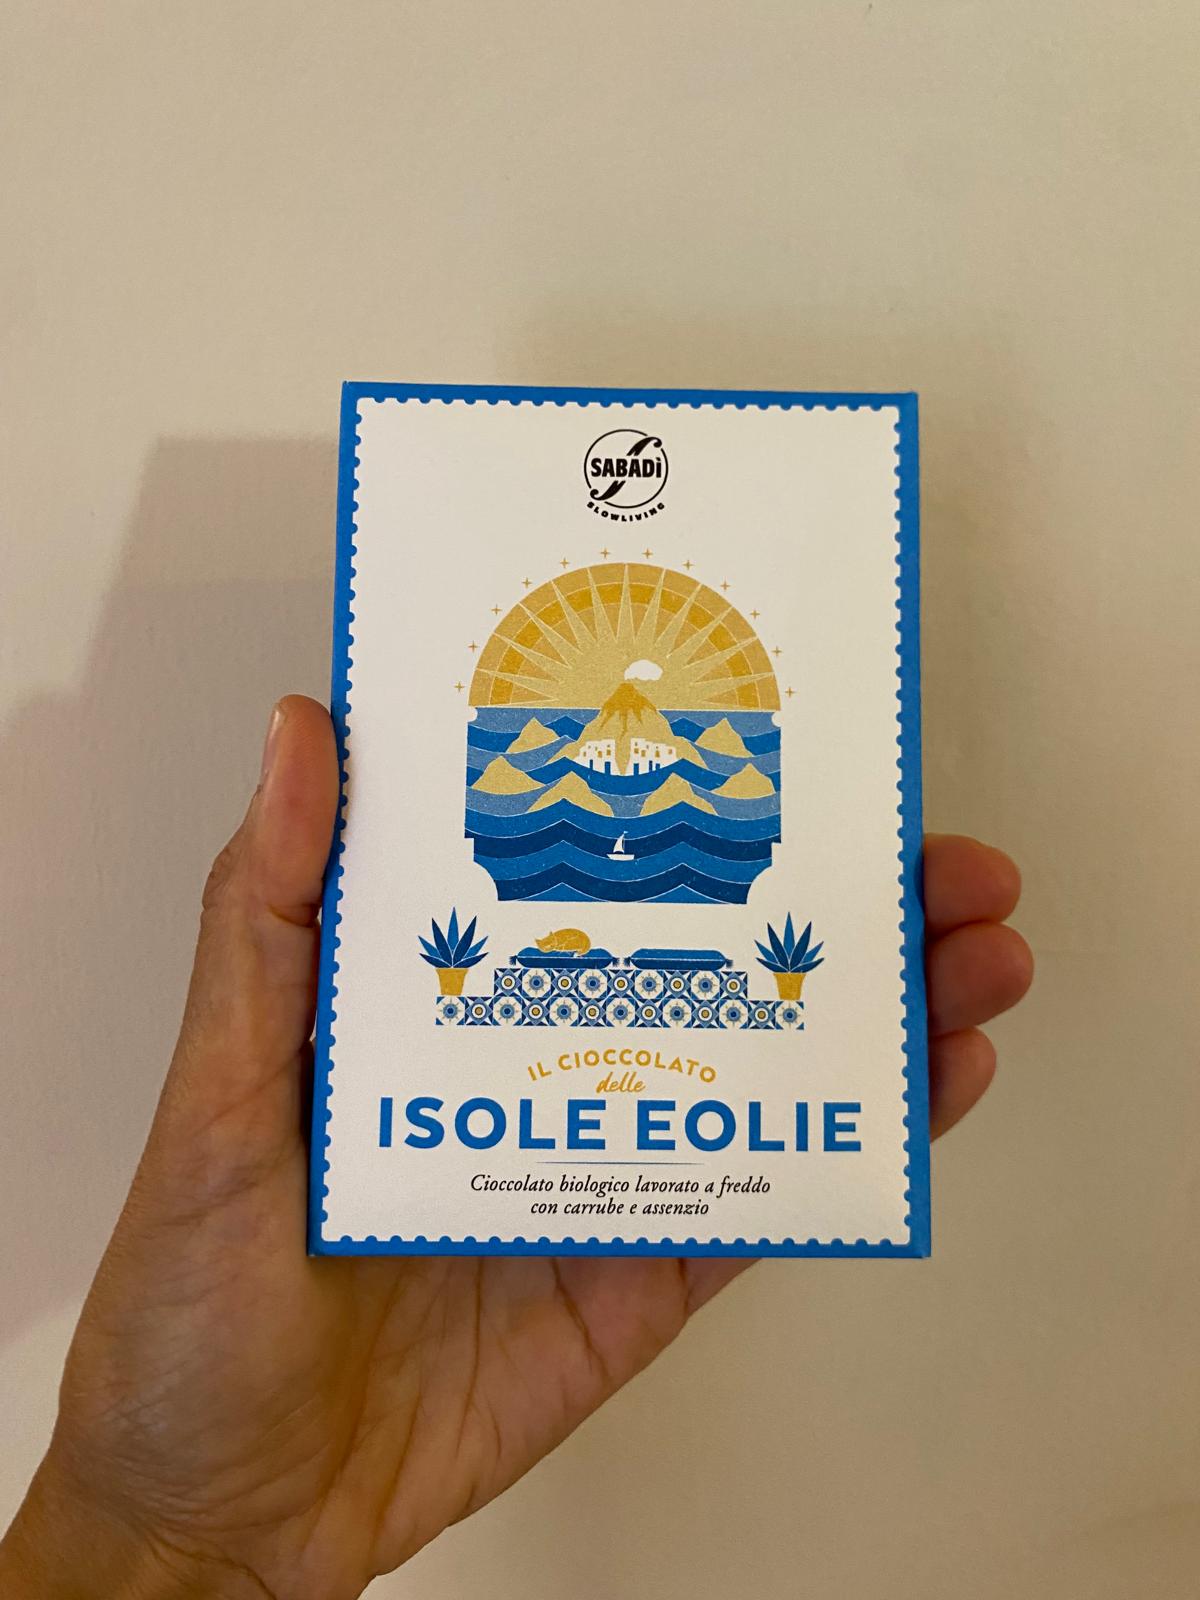 SABADÌ
SLOWLIVING
IL CIOCCOLATO
delle
ISOLE EOLIE
Cioccolato biologico lavorato a freddo
con carrube e assenzio